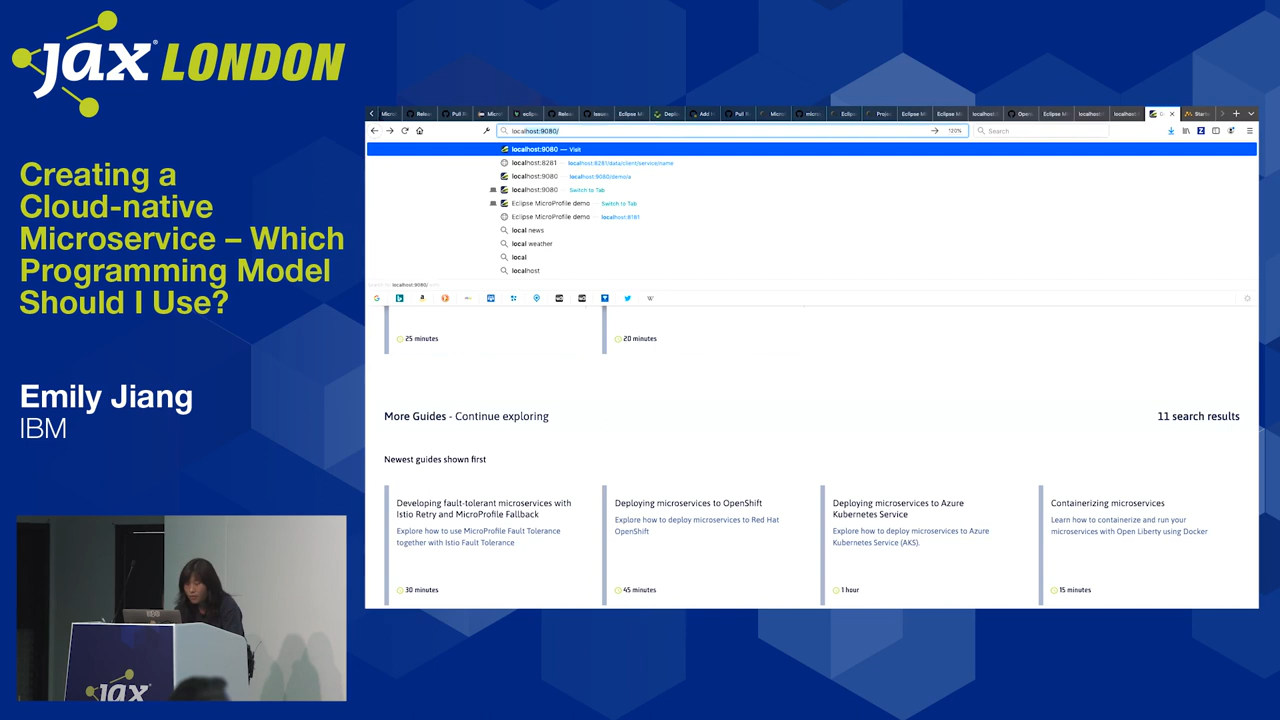 jax LONDON
Creating a
Cloud-native
Microservice – Which
Programming Model
Should I Use?
Emily Jiang
IBM
localhost:9080/
120%
Search
localhost:9080 — Visit
localhost:8281 localhost:8281/data/client/service/name
localhost:9080 localhost:9080/demo/a
localhost:9080 Switch to Tab
Eclipse MicroProfile demo Switch to Tab
Eclipse MicroProfile demo localhost:8181
local news
local weather
local
localhost
25 minutes
20 minutes
More Guides - Continue exploring
11 search results
Newest guides shown first
Developing fault-tolerant microservices with
Istio Retry and MicroProfile Fallback
Explore how to use MicroProfile Fault Tolerance
together with Istio Fault Tolerance
30 minutes
Deploying microservices to OpenShift
Explore how to deploy microservices to Red Hat
OpenShift
45 minutes
Deploying microservices to Azure
Kubernetes Service
Explore how to deploy microservices to Azure
Kubernetes Service (AKS).
1 hour
Containerizing microservices
Learn how to containerize and run your
microservices with Open Liberty using Docker
15 minutes
jax